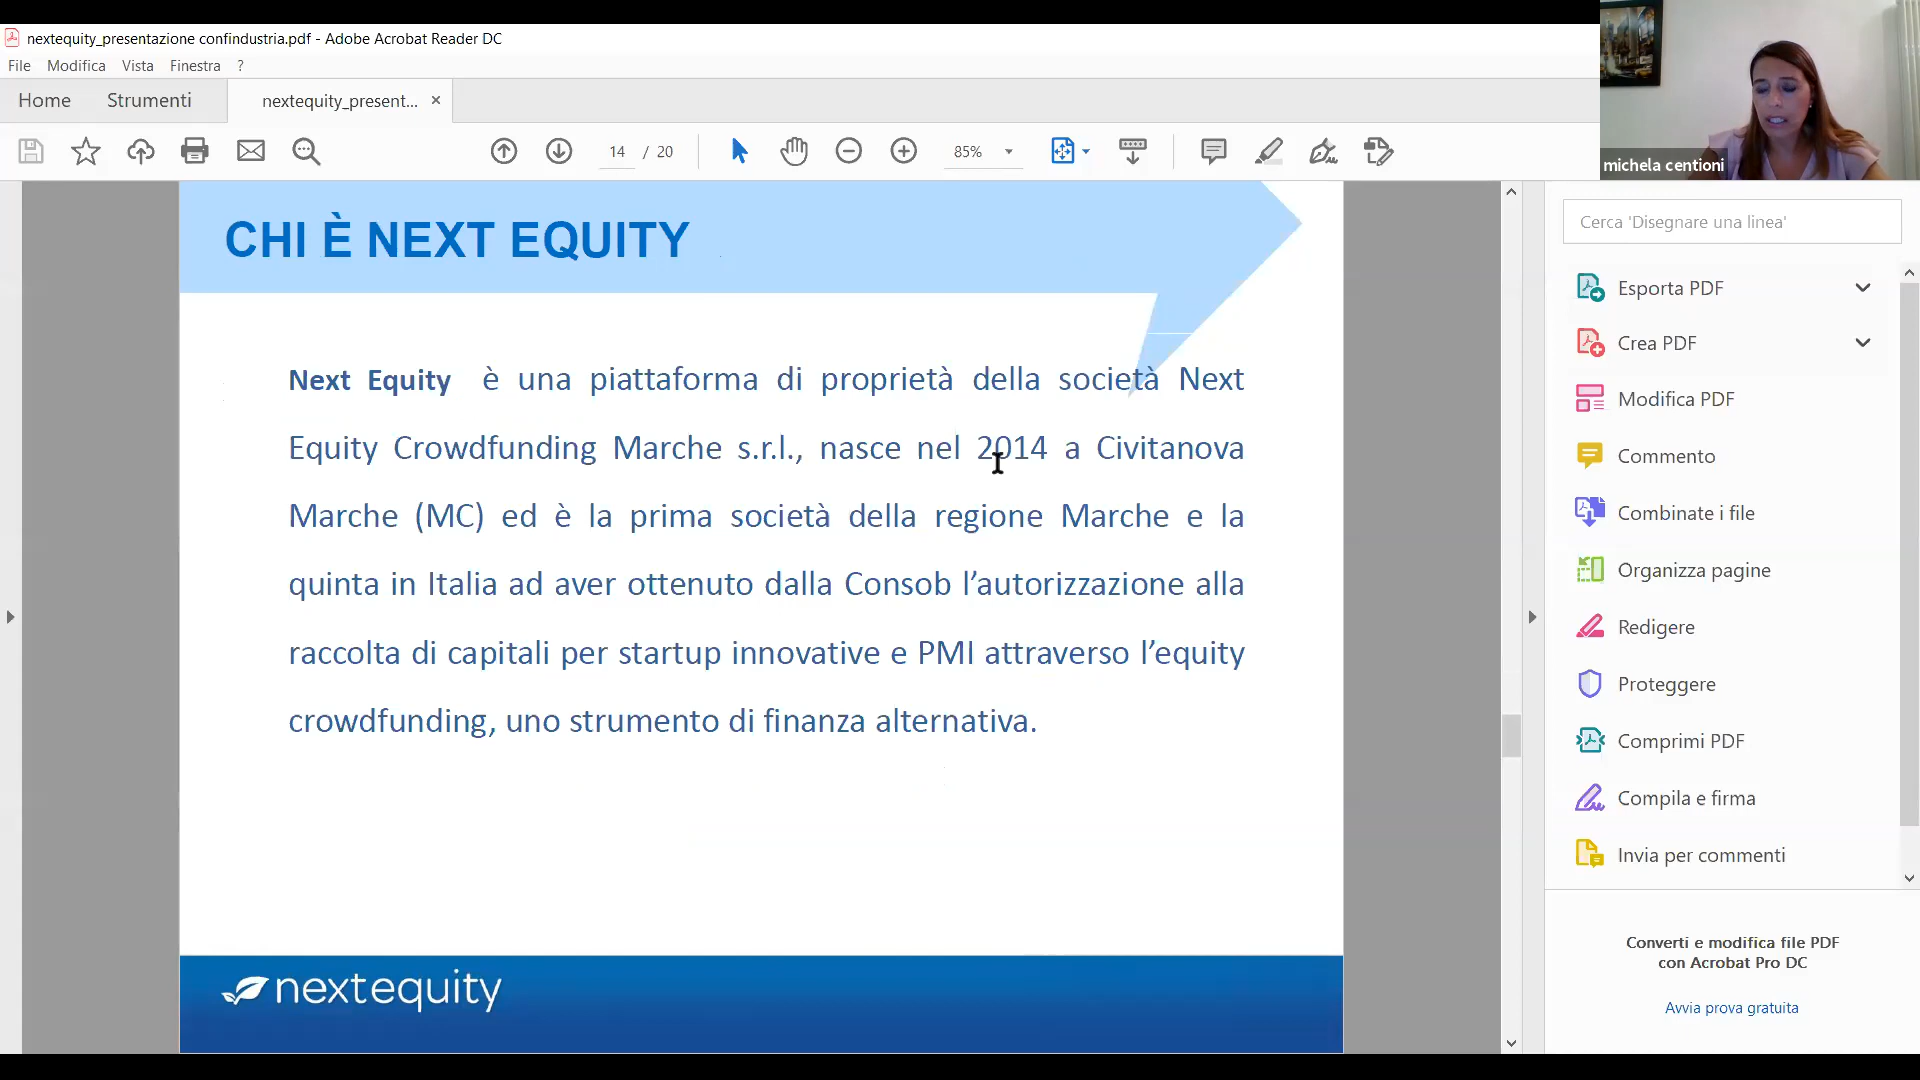 nextequity_presentazione confindustria.pdf - Adobe Acrobat Reader DC
File Modifica Vista Finestra ?
Home Strumenti nextequity_present... ×
14 / 20 85%
michela centioni
CHI È NEXT EQUITY
Next Equity è una piattaforma di proprietà della società Next
Equity Crowdfunding Marche s.r.l., nasce nel 2014 a Civitanova
Marche (MC) ed è la prima società della regione Marche e la
quinta in Italia ad aver ottenuto dalla Consob l’autorizzazione alla
raccolta di capitali per startup innovative e PMI attraverso l’equity
crowdfunding, uno strumento di finanza alternativa.
nextequity
Cerca 'Disegnare una linea'
Esporta PDF
Crea PDF
Modifica PDF
Commento
Combinate i file
Organizza pagine
Redigere
Proteggere
Comprimi PDF
Compila e firma
Invia per commenti
Converti e modifica file PDF
con Acrobat Pro DC
Avvia prova gratuita